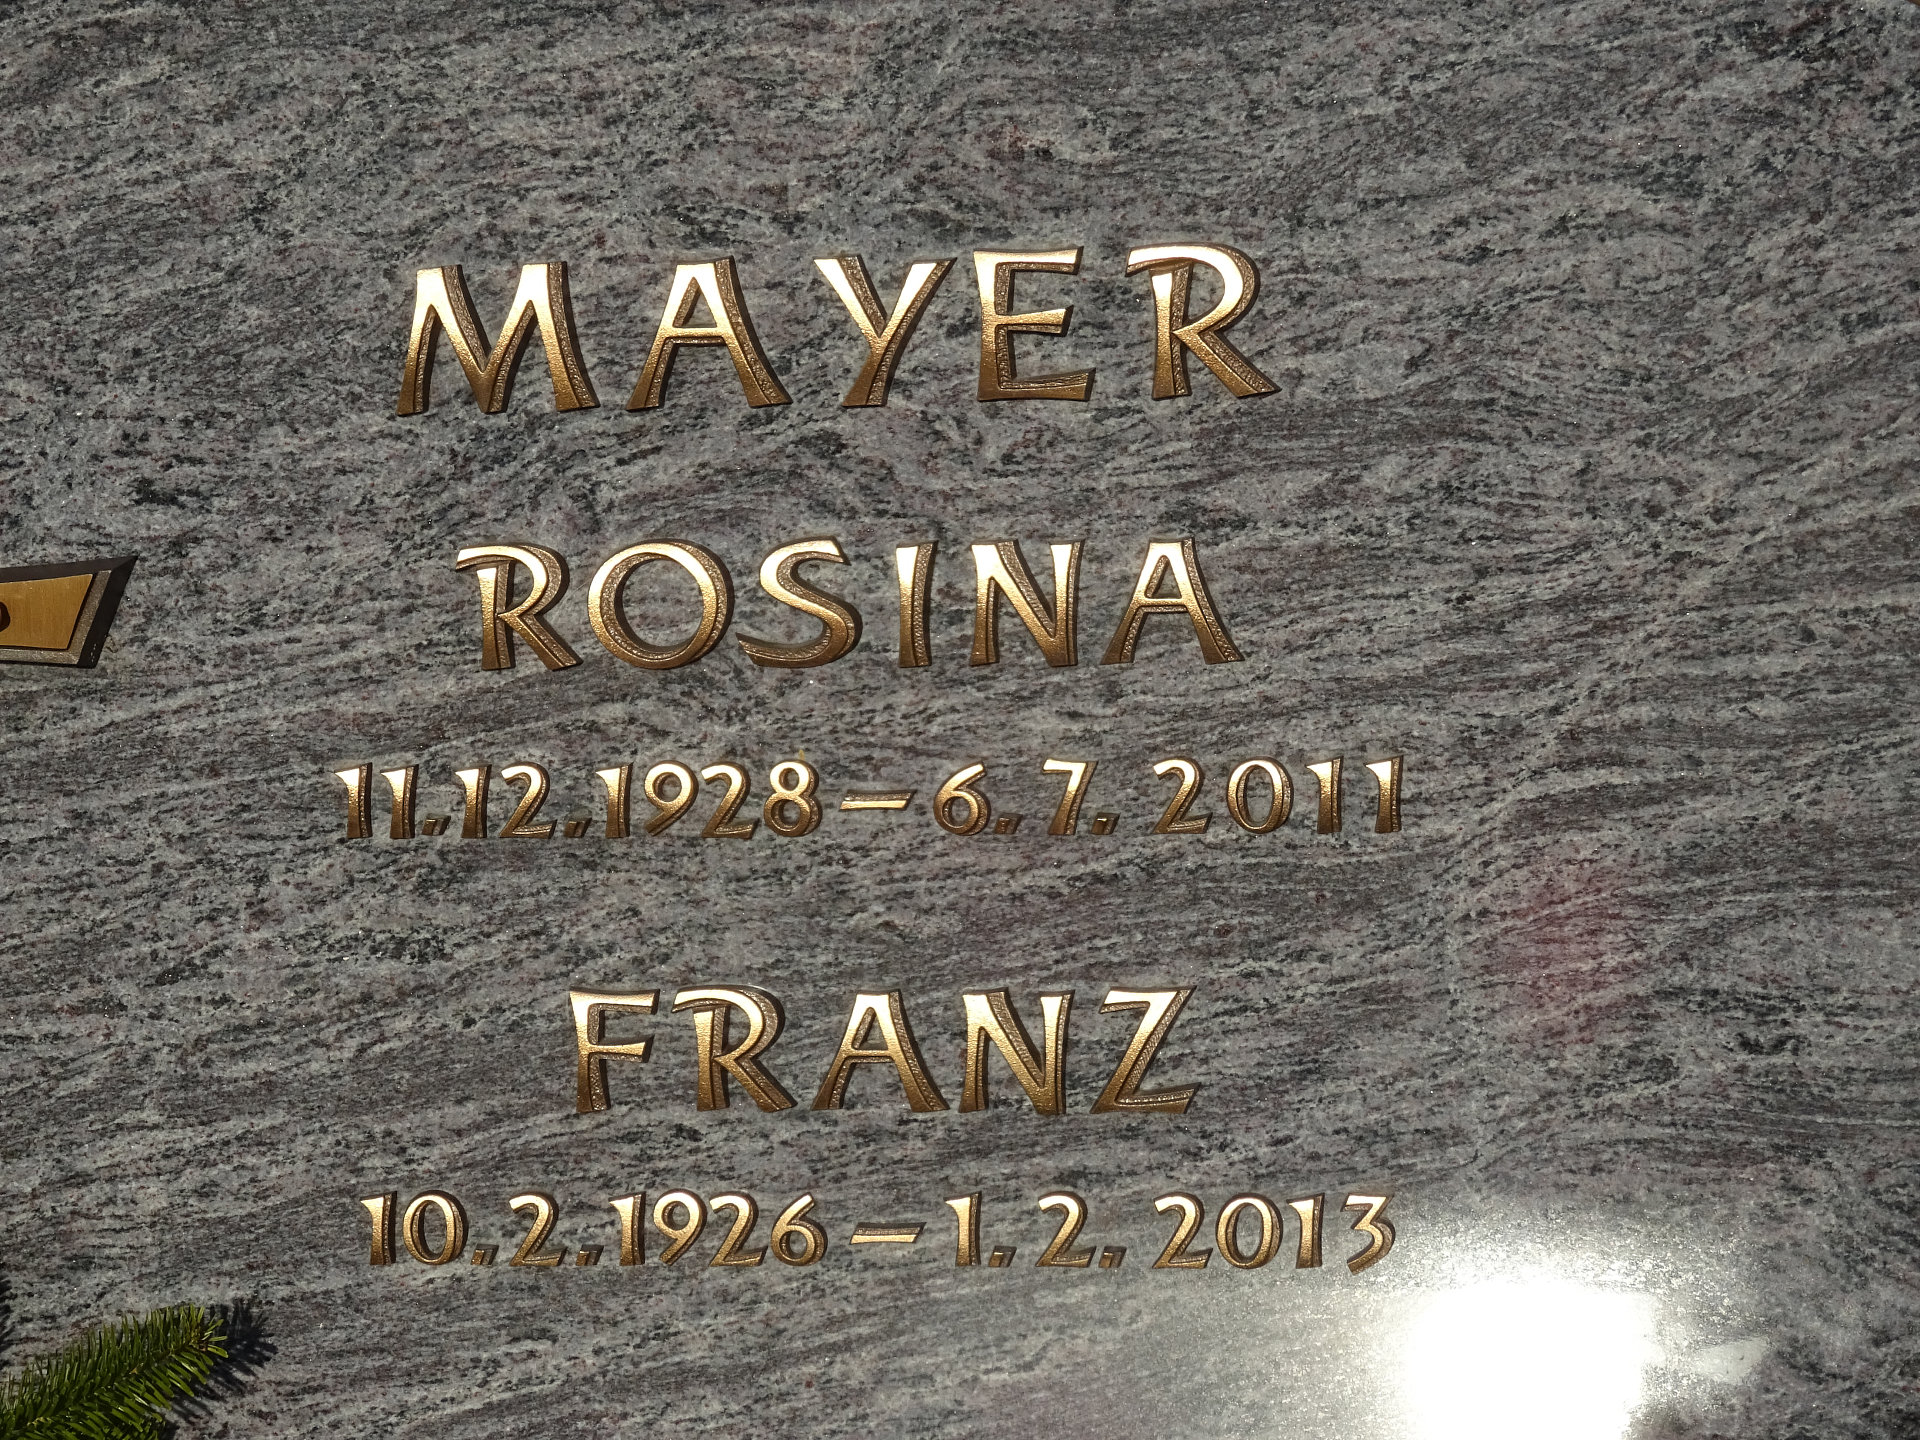 MAYER
ROSINA
11.12.1928 – 6.7. 2011
FRANZ
10.2.1926 – 1.2.2013